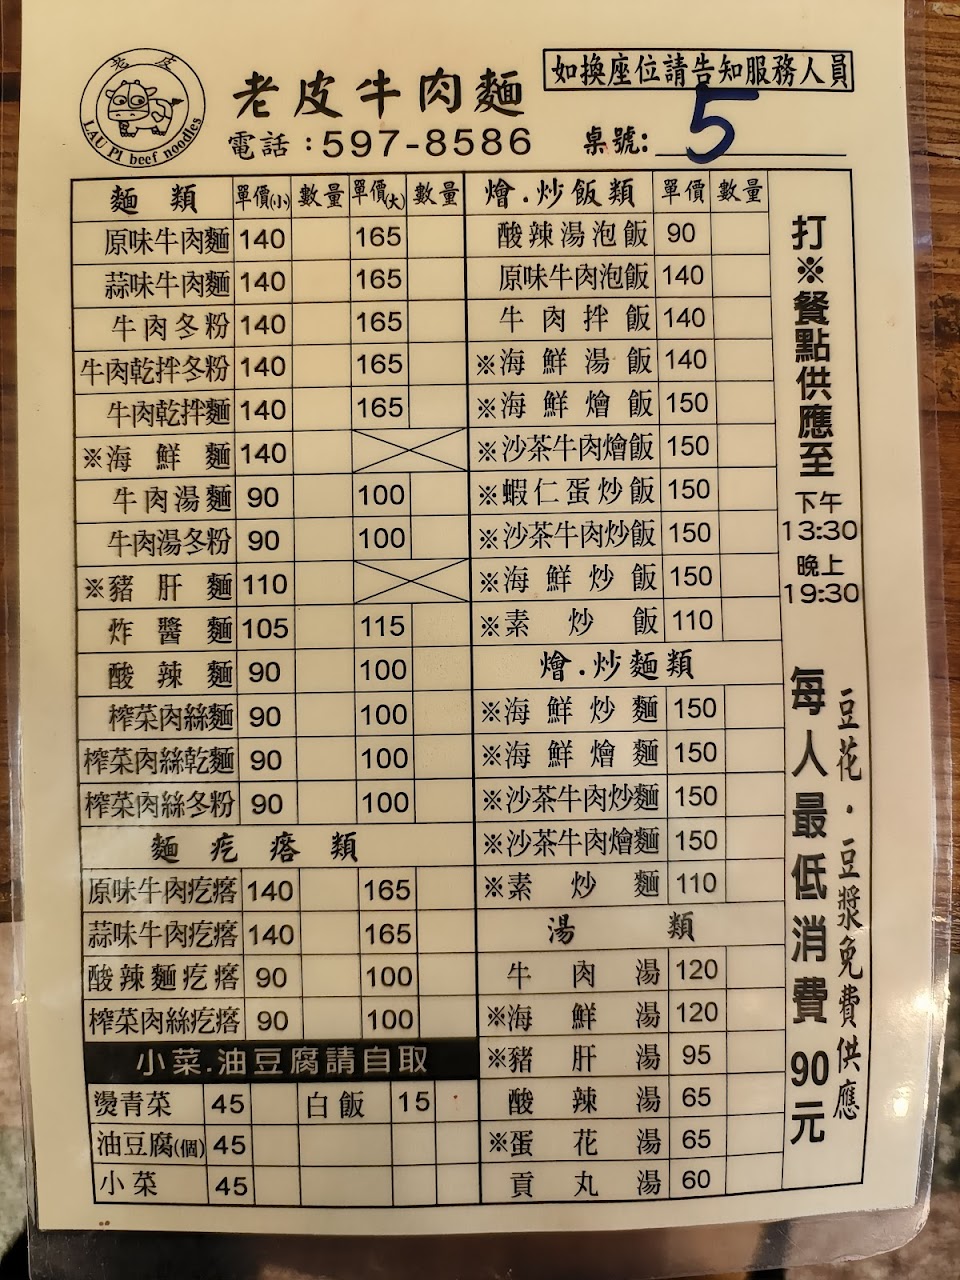 老皮
LAU PI beef noodles
老皮牛肉麵
如換座位請告知服務人員
電話：597-8586
桌號: 5
麵類 單價(小) 數量 單價(大) 數量
原味牛肉麵 140 165
蒜味牛肉麵 140 165
牛肉冬粉 140 165
牛肉乾拌冬粉 140 165
牛肉乾拌麵 140 165
※海鮮麵 140
牛肉湯麵 90 100
牛肉湯冬粉 90 100
※豬肝麵 110
炸醬麵 105 115
酸辣麵 90 100
榨菜肉絲麵 90 100
榨菜肉絲乾麵 90 100
榨菜肉絲冬粉 90 100
麵疙瘩類
原味牛肉疙瘩 140 165
蒜味牛肉疙瘩 140 165
酸辣麵疙瘩 90 100
榨菜肉絲疙瘩 90 100
小菜.油豆腐請自取
燙青菜 45 白飯 15
油豆腐(個) 45
小菜 45
燴.炒飯類 單價 數量
酸辣湯泡飯 90
原味牛肉泡飯 140
牛肉拌飯 140
※海鮮湯飯 140
※海鮮燴飯 150
※沙茶牛肉燴飯 150
※蝦仁蛋炒飯 150
※沙茶牛肉炒飯 150
※海鮮炒飯 150
※素炒飯 110
燴.炒麵類
※海鮮炒麵 150
※海鮮燴麵 150
※沙茶牛肉炒麵 150
※沙茶牛肉燴麵 150
※素炒麵 110
湯類
牛肉湯 120
※海鮮湯 120
※豬肝湯 95
酸辣湯 65
※蛋花湯 65
貢丸湯 60
打※餐點供應至
下午
13:30
晚上
19:30
每人最低消費90元
豆花．豆漿免費供應